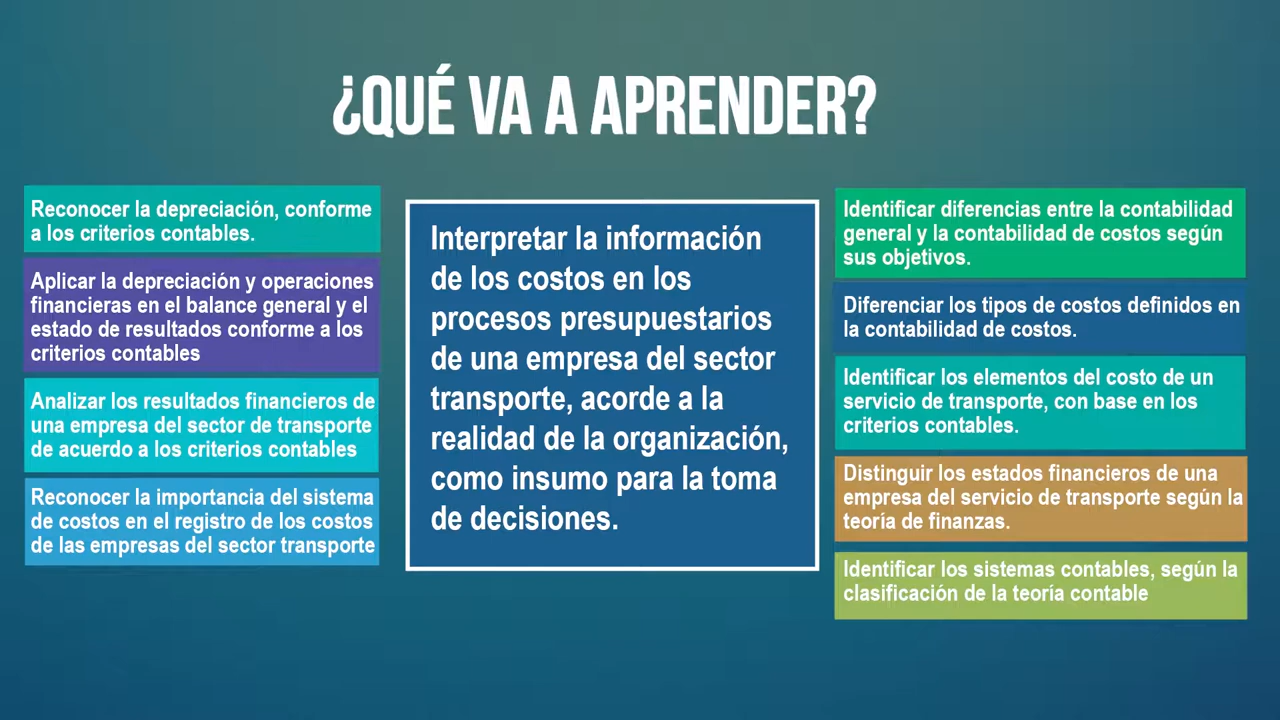 ¿QUÉ VA A APRENDER?
Reconocer la depreciación, conforme
a los criterios contables.
Aplicar la depreciación y operaciones
financieras en el balance general y el
estado de resultados conforme a los
criterios contables
Analizar los resultados financieros de
una empresa del sector de transporte
de acuerdo a los criterios contables
Reconocer la importancia del sistema
de costos en el registro de los costos
de las empresas del sector transporte
Interpretar la información
de los costos en los
procesos presupuestarios
de una empresa del sector
transporte, acorde a la
realidad de la organización,
como insumo para la toma
de decisiones.
Identificar diferencias entre la contabilidad
general y la contabilidad de costos según
sus objetivos.
Diferenciar los tipos de costos definidos en
la contabilidad de costos.
Identificar los elementos del costo de un
servicio de transporte, con base en los
criterios contables.
Distinguir los estados financieros de una
empresa del servicio de transporte según la
teoría de finanzas.
Identificar los sistemas contables, según la
clasificación de la teoría contable